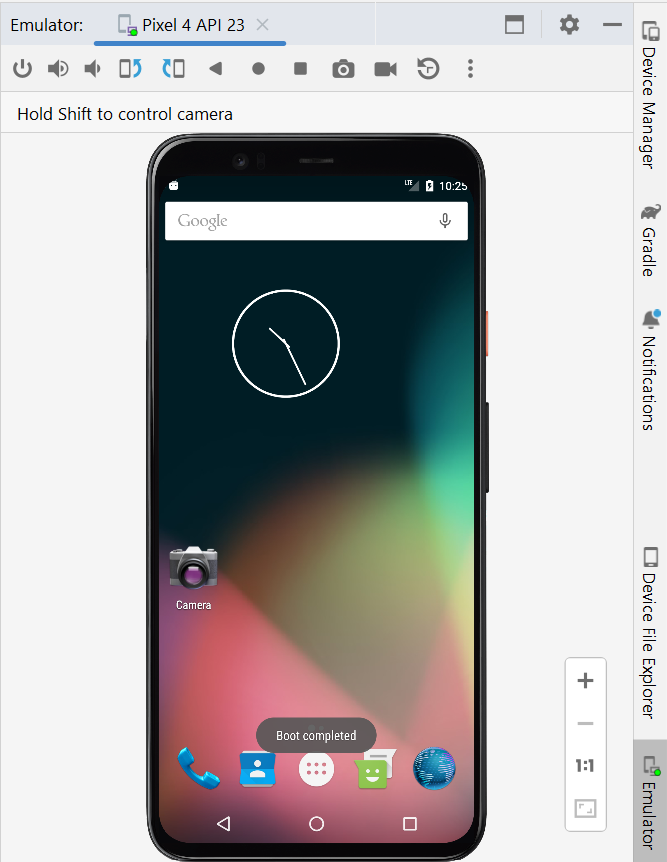 Emulator:
Pixel 4 API 23
Hold Shift to control camera
LTE
10:25
Google
Camera
Boot completed
1:1
Device Manager
Gradle
Notifications
Device File Explorer
Emulator